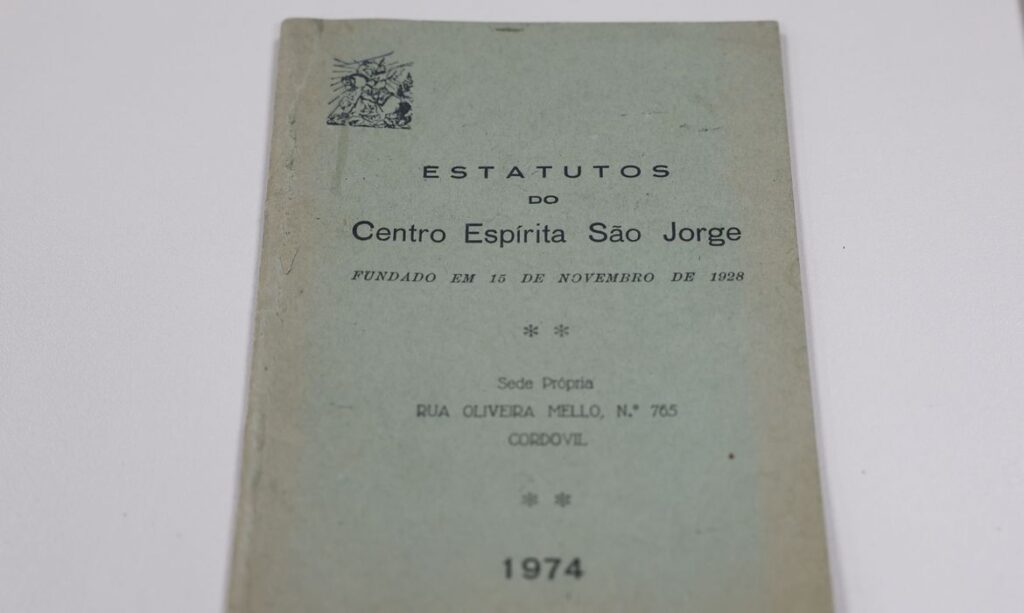 ESTATUTOS
DO
Centro Espírita São Jorge
FUNDADO EM 15 DE NOVEMBRO DE 1928
* *
Sede Própria
RUA OLIVEIRA MELLO, N.º 765
CORDOVIL
* *
1974